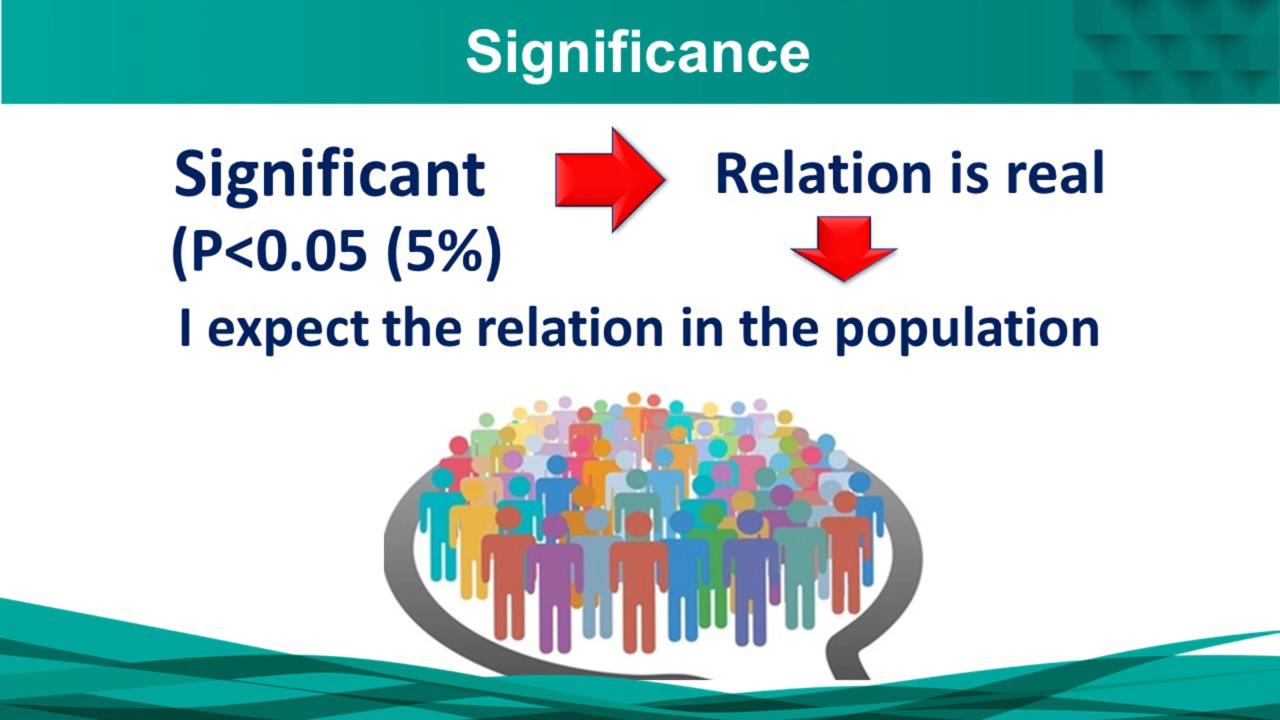 Significance
Significant
Relation is real
(P<0.05 (5%)
I expect the relation in the population